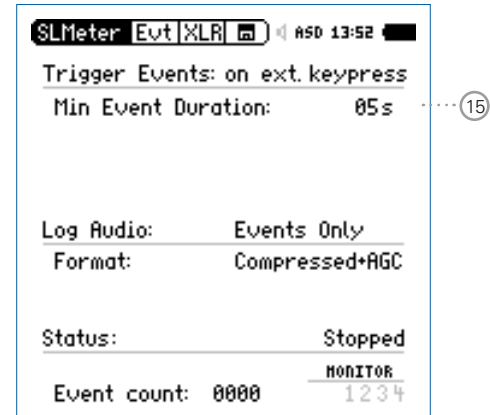 SLMeter Evt XLR A50 13:52
Trigger Events: on ext. keypress
Min Event Duration: 05s
15
Log Audio: Events Only
Format: Compressed+AGC
Status: Stopped
MONITOR
Event count: 0000 1234